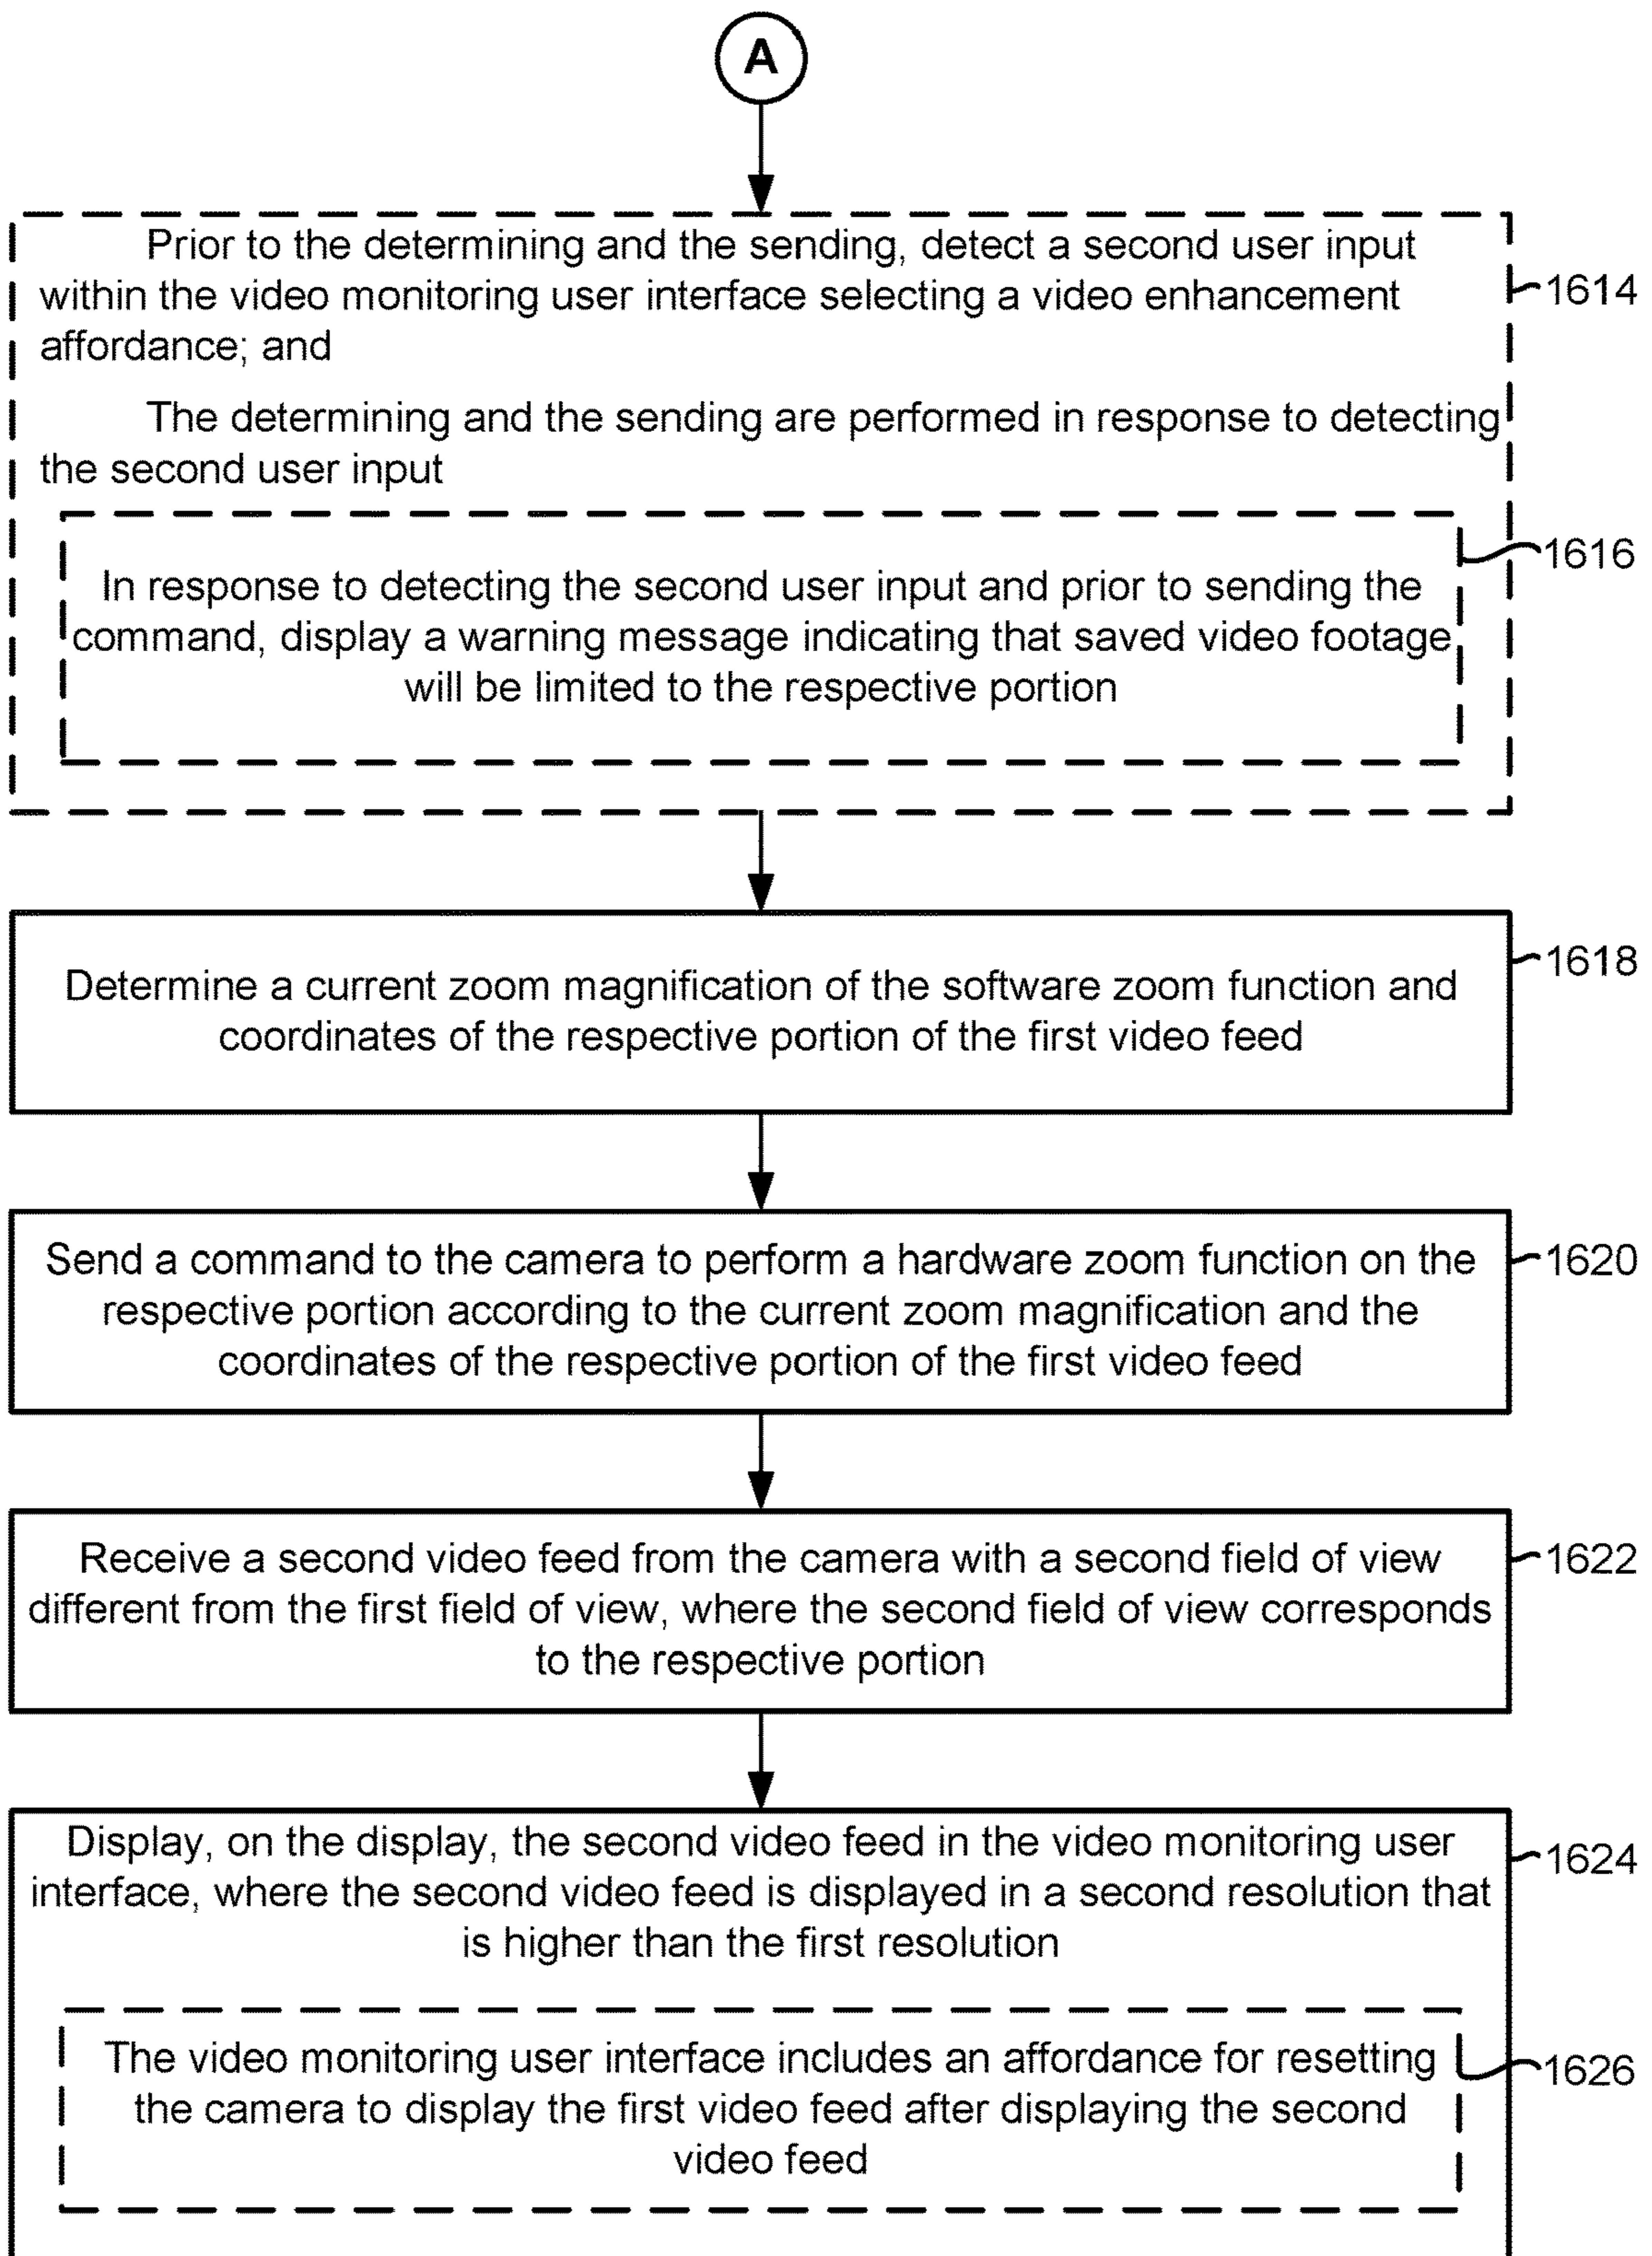 A
Prior to the determining and the sending, detect a second user input
within the video monitoring user interface selecting a video enhancement
affordance; and
1614
The determining and the sending are performed in response to detecting
the second user input
1616
In response to detecting the second user input and prior to sending the
command, display a warning message indicating that saved video footage
will be limited to the respective portion
1618
Determine a current zoom magnification of the software zoom function and
coordinates of the respective portion of the first video feed
1620
Send a command to the camera to perform a hardware zoom function on the
respective portion according to the current zoom magnification and the
coordinates of the respective portion of the first video feed
1622
Receive a second video feed from the camera with a second field of view
different from the first field of view, where the second field of view corresponds
to the respective portion
1624
Display, on the display, the second video feed in the video monitoring user
interface, where the second video feed is displayed in a second resolution that
is higher than the first resolution
1626
The video monitoring user interface includes an affordance for resetting
the camera to display the first video feed after displaying the second
video feed